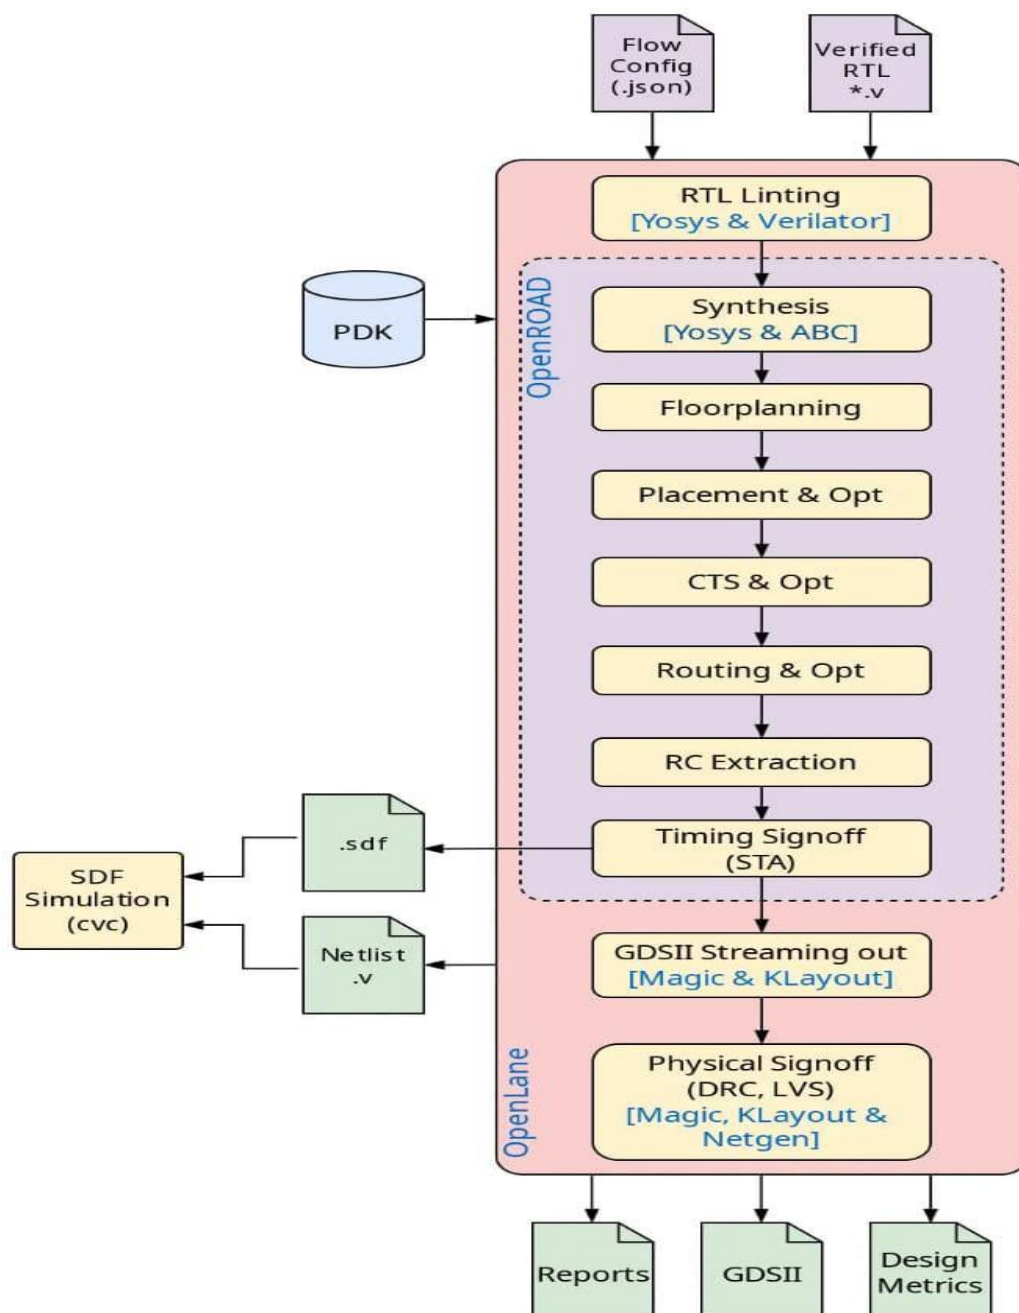 Flow
Config
(.json)
Verified
RTL
*.v
RTL Linting
[Yosys & Verilator]
OpenROAD
Synthesis
[Yosys & ABC]
PDK
Floorplanning
Placement & Opt
CTS & Opt
Routing & Opt
RC Extraction
Timing Signoff
(STA)
.sdf
SDF
Simulation
(cvc)
Netlist
.v
GDSII Streaming out
[Magic & KLayout]
OpenLane
Physical Signoff
(DRC, LVS)
[Magic, KLayout &
Netgen]
Reports
GDSII
Design
Metrics